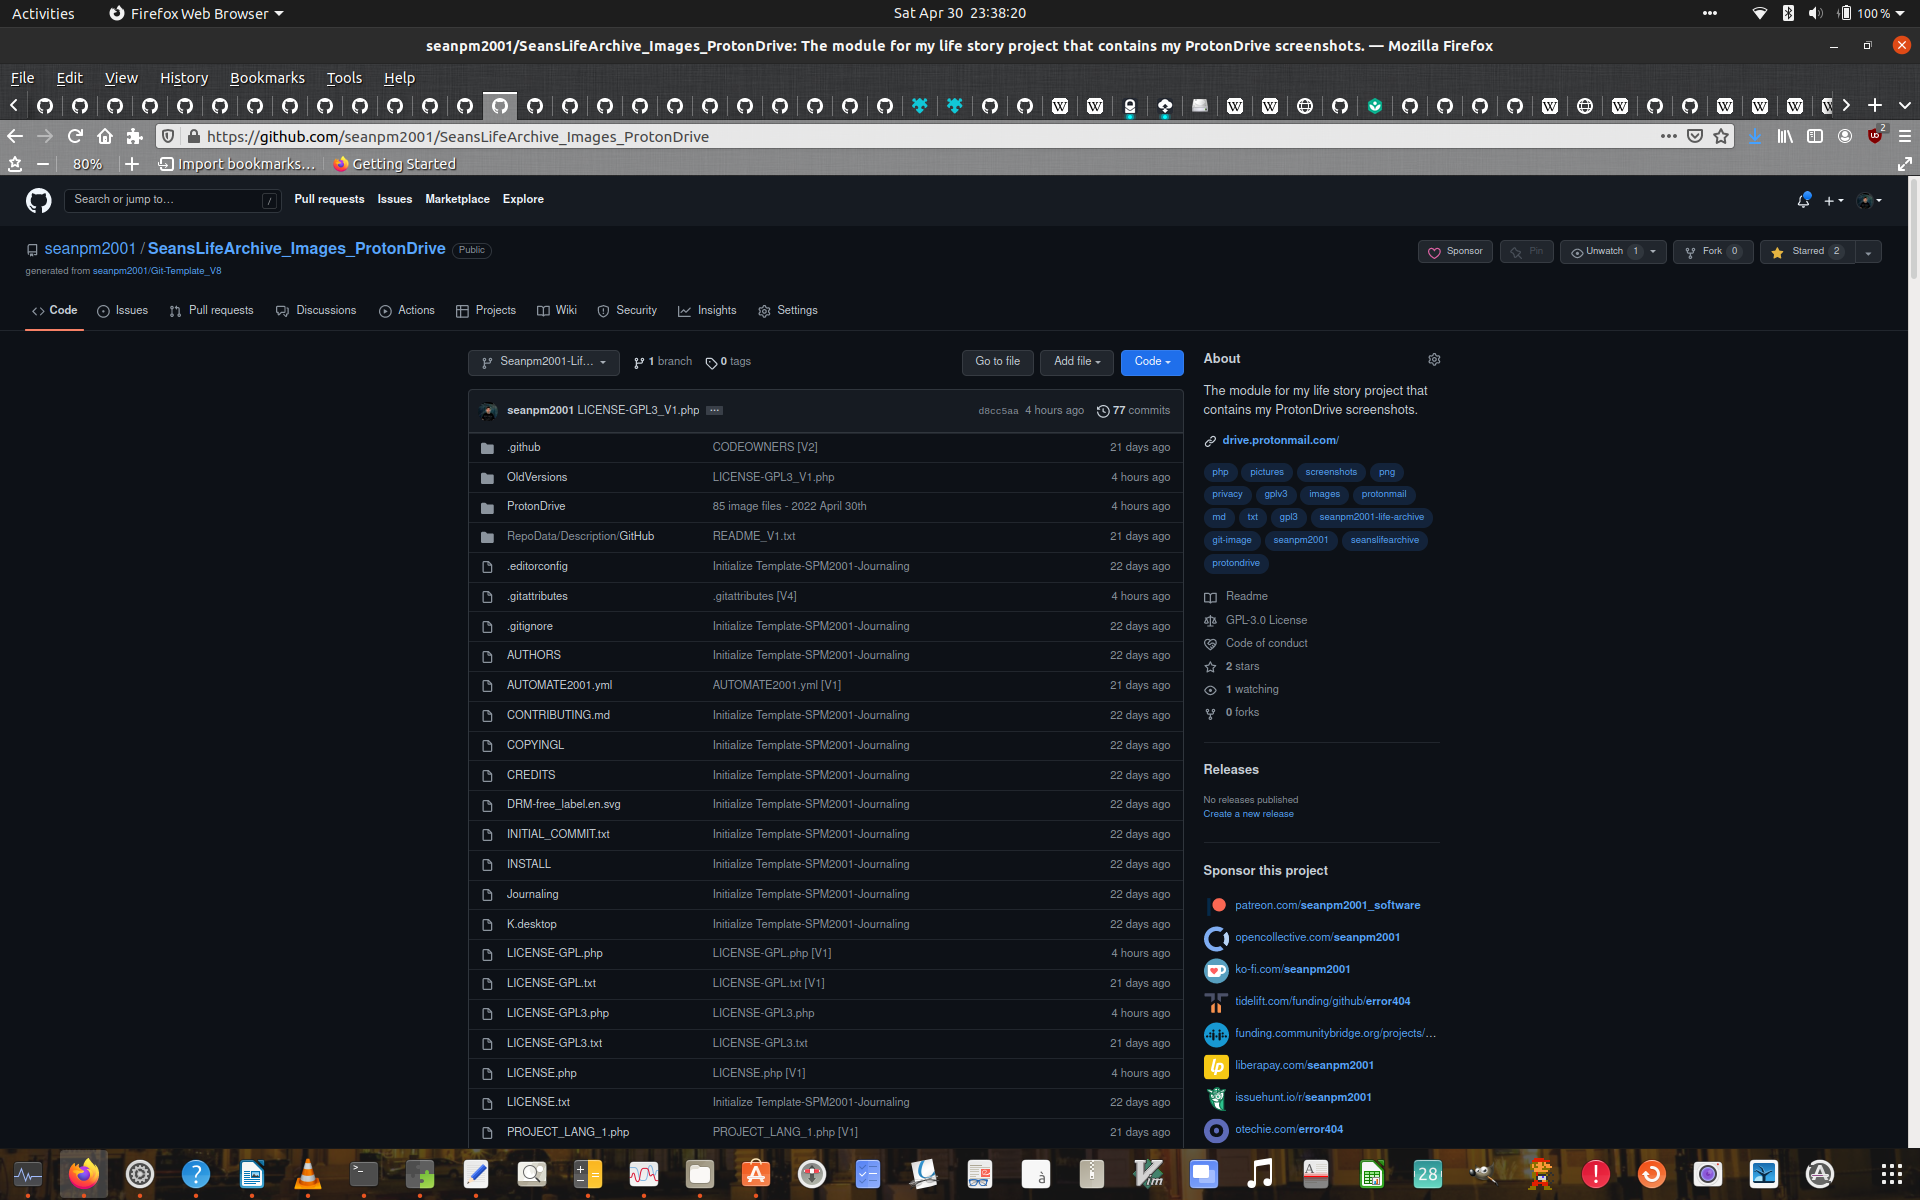 Activities Firefox Web Browser Sat Apr 30 23:38:20 100 %
seanpm2001/SeansLifeArchive_Images_ProtonDrive: The module for my life story project that contains my ProtonDrive screenshots. — Mozilla Firefox
File Edit View History Bookmarks Tools Help
https://github.com/seanpm2001/SeansLifeArchive_Images_ProtonDrive 2
80% Import bookmarks... Getting Started
Search or jump to... / Pull requests Issues Marketplace Explore
seanpm2001 / SeansLifeArchive_Images_ProtonDrive Public Sponsor Pin Unwatch 1 Fork 0 Starred 2
generated from seanpm2001/Git-Template_V8
Code Issues Pull requests Discussions Actions Projects Wiki Security Insights Settings
Seanpm2001-Lif... 1 branch 0 tags Go to file Add file Code
seanpm2001 LICENSE-GPL3_V1.php ... d8cc5aa 4 hours ago 77 commits
.github CODEOWNERS [V2] 21 days ago
OldVersions LICENSE-GPL3_V1.php 4 hours ago
ProtonDrive 85 image files - 2022 April 30th 4 hours ago
RepoData/Description/GitHub README_V1.txt 21 days ago
.editorconfig Initialize Template-SPM2001-Journaling 22 days ago
.gitattributes .gitattributes [V4] 4 hours ago
.gitignore Initialize Template-SPM2001-Journaling 22 days ago
AUTHORS Initialize Template-SPM2001-Journaling 22 days ago
AUTOMATE2001.yml AUTOMATE2001.yml [V1] 21 days ago
CONTRIBUTING.md Initialize Template-SPM2001-Journaling 22 days ago
COPYINGL Initialize Template-SPM2001-Journaling 22 days ago
CREDITS Initialize Template-SPM2001-Journaling 22 days ago
DRM-free_label.en.svg Initialize Template-SPM2001-Journaling 22 days ago
INITIAL_COMMIT.txt Initialize Template-SPM2001-Journaling 22 days ago
INSTALL Initialize Template-SPM2001-Journaling 22 days ago
Journaling Initialize Template-SPM2001-Journaling 22 days ago
K.desktop Initialize Template-SPM2001-Journaling 22 days ago
LICENSE-GPL.php LICENSE-GPL.php [V1] 4 hours ago
LICENSE-GPL.txt LICENSE-GPL.txt [V1] 21 days ago
LICENSE-GPL3.php LICENSE-GPL3.php 4 hours ago
LICENSE-GPL3.txt LICENSE-GPL3.txt 21 days ago
LICENSE.php LICENSE.php [V1] 4 hours ago
LICENSE.txt Initialize Template-SPM2001-Journaling 22 days ago
PROJECT_LANG_1.php PROJECT_LANG_1.php [V1] 21 days ago
About
The module for my life story project that
contains my ProtonDrive screenshots.
drive.protonmail.com/
php pictures screenshots png
privacy gplv3 images protonmail
md txt gpl3 seanpm2001-life-archive
git-image seanpm2001 seanslifearchive
protondrive
Readme
GPL-3.0 License
Code of conduct
2 stars
1 watching
0 forks
Releases
No releases published
Create a new release
Sponsor this project
patreon.com/seanpm2001_software
opencollective.com/seanpm2001
ko-fi.com/seanpm2001
tidelift.com/funding/github/error404
funding.communitybridge.org/projects/...
liberapay.com/seanpm2001
issuehunt.io/r/seanpm2001
otechie.com/error404
28